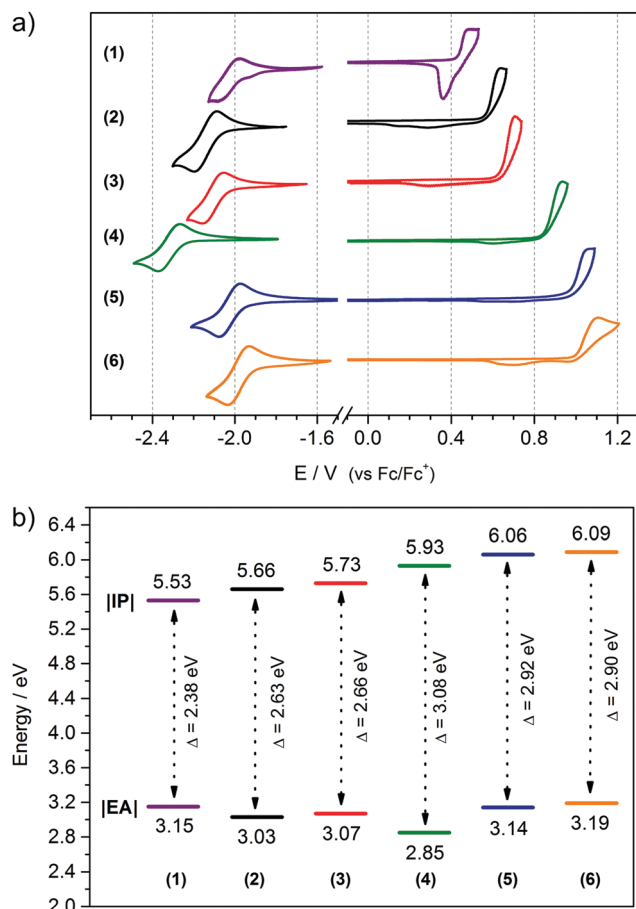 a)
(1)
(2)
(3)
(4)
(5)
(6)
-2.4 -2.0 -1.6 0.0 0.4 0.8 1.2
E / V (vs Fc/Fc⁺)
b)
6.4
6.0
5.6
5.2
4.8
4.4
4.0
3.6
3.2
2.8
2.4
2.0
Energy / eV
|IP|
5.53 5.66 5.73 5.93 6.06 6.09
Δ = 2.38 eV
Δ = 2.63 eV
Δ = 2.66 eV
Δ = 3.08 eV
Δ = 2.92 eV
Δ = 2.90 eV
|EA|
3.15 3.03 3.07 2.85 3.14 3.19
(1) (2) (3) (4) (5) (6)